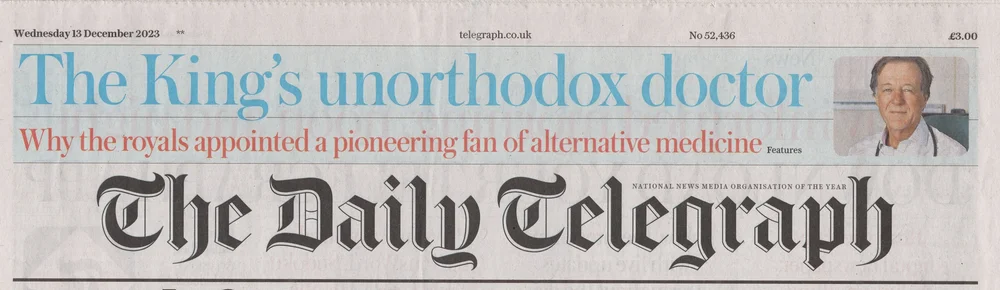 Wednesday 13 December 2023 ** telegraph.co.uk No 52,436 £3.00
The King's unorthodox doctor
Why the royals appointed a pioneering fan of alternative medicine Features
NATIONAL NEWS MEDIA ORGANISATION OF THE YEAR
The Daily Telegraph